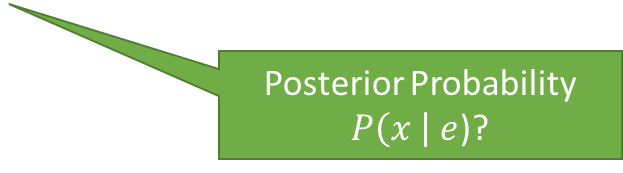 Posterior Probability
P(x | e)?